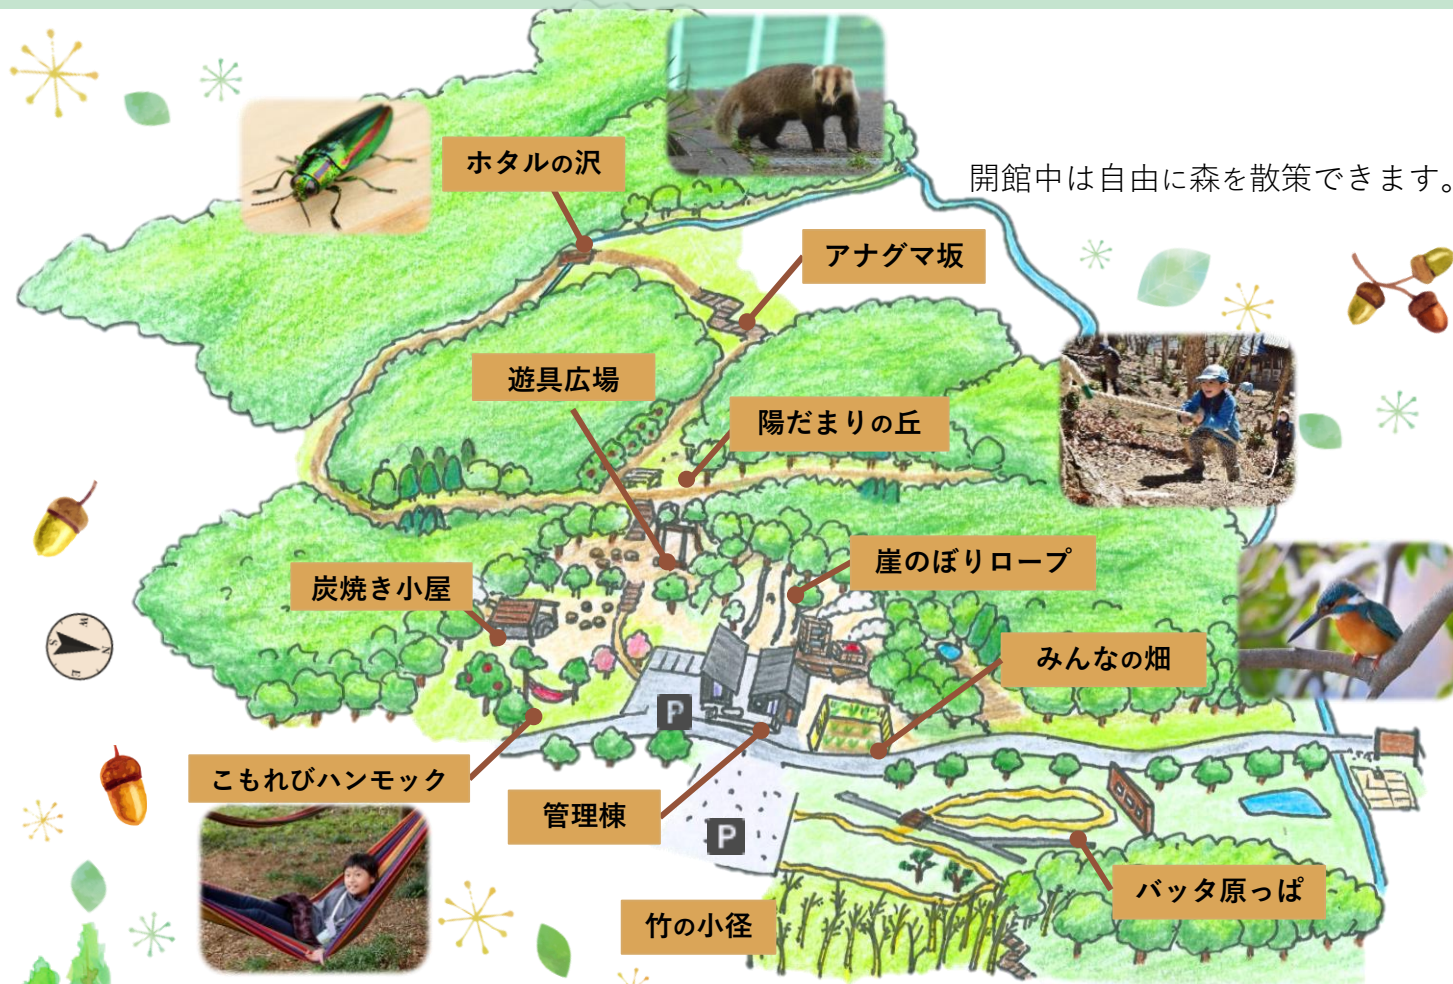 ホタルの沢
開館中は自由に森を散策できます。
アナグマ坂
遊具広場
陽だまりの丘
崖のぼりロープ
炭焼き小屋
みんなの畑
W
S
N
E
P
こもれびハンモック
管理棟
P
バッタ原っぱ
竹の小径